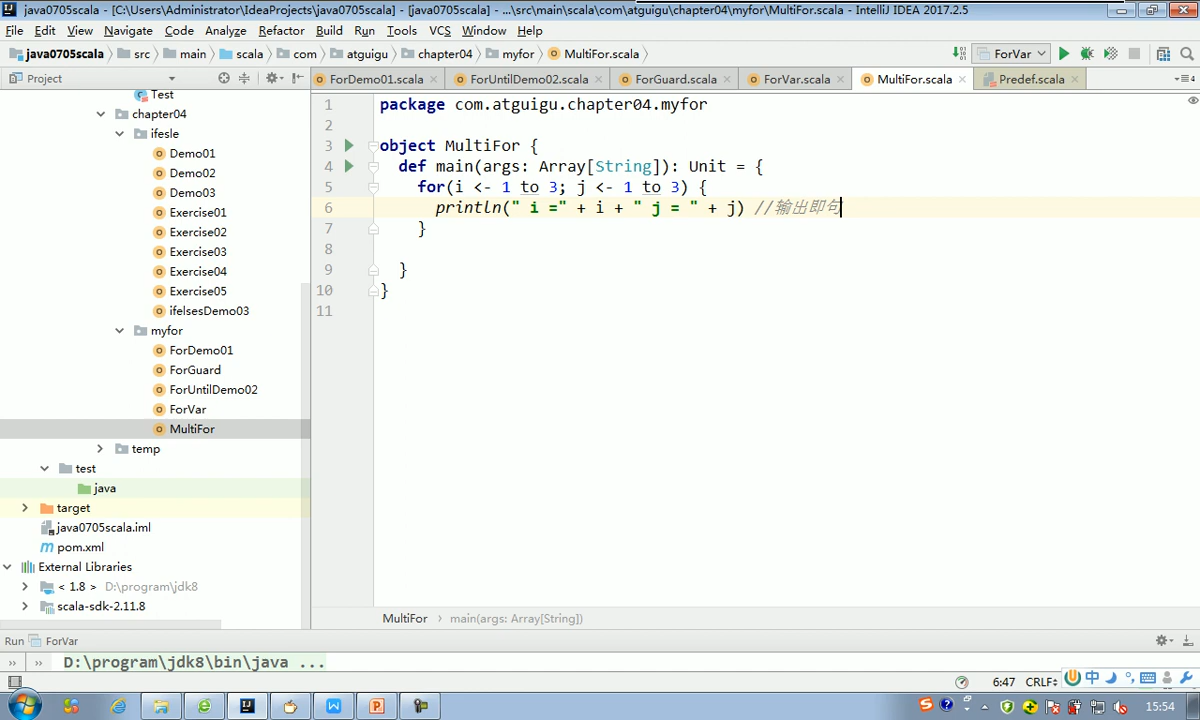 java0705scala - [C:\Users\Administrator\IdeaProjects\java0705scala] - [java0705scala] - ...\src\main\scala\com\atguigu\chapter04\myfor\MultiFor.scala - IntelliJ IDEA 2017.2.5
File Edit View Navigate Code Analyze Refactor Build Run Tools VCS Window Help
java0705scala src main scala com atguigu chapter04 myfor MultiFor.scala ForVar
Project ForDemo01.scala ForUntilDemo02.scala ForGuard.scala ForVar.scala MultiFor.scala Predef.scala
Test
chapter04
ifesle
Demo01
Demo02
Demo03
Exercise01
Exercise02
Exercise03
Exercise04
Exercise05
ifelsesDemo03
myfor
ForDemo01
ForGuard
ForUntilDemo02
ForVar
MultiFor
temp
test
java
target
java0705scala.iml
pom.xml
External Libraries
< 1.8 > D:\program\jdk8
scala-sdk-2.11.8
1 package com.atguigu.chapter04.myfor
2
3 object MultiFor {
4 def main(args: Array[String]): Unit = {
5 for(i <- 1 to 3; j <- 1 to 3) {
6 println(" i =" + i + " j = " + j) //输出即句
7 }
8
9 }
10 }
11
MultiFor main(args: Array[String])
Run ForVar
D:\program\jdk8\bin\java ...
6:47 CRLF 中
15:54